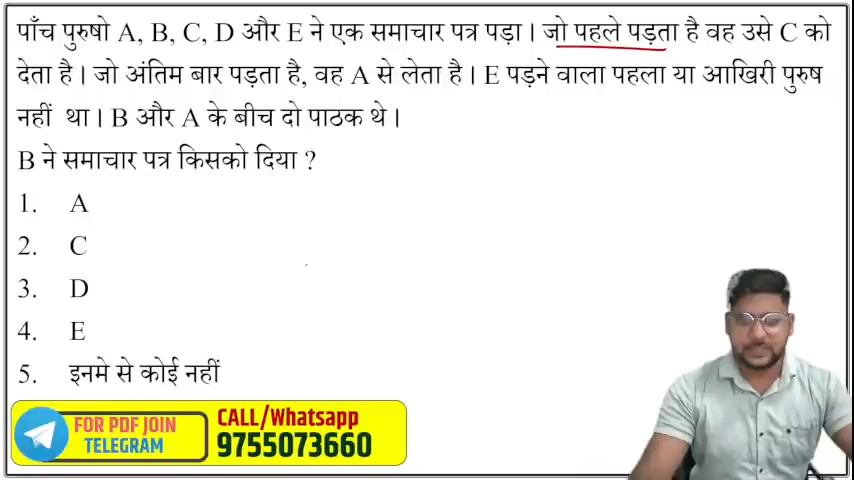 पाँच पुरुषो A, B, C, D और E ने एक समाचार पत्र पड़ा। जो पहले पड़ता है वह उसे C को
देता है। जो अंतिम बार पड़ता है, वह A से लेता है। E पड़ने वाला पहला या आखिरी पुरुष
नहीं था। B और A के बीच दो पाठक थे।
B ने समाचार पत्र किसको दिया ?
1. A
2. C
3. D
4. E
5. इनमे से कोई नहीं
FOR PDF JOIN
TELEGRAM
CALL/Whatsapp
9755073660